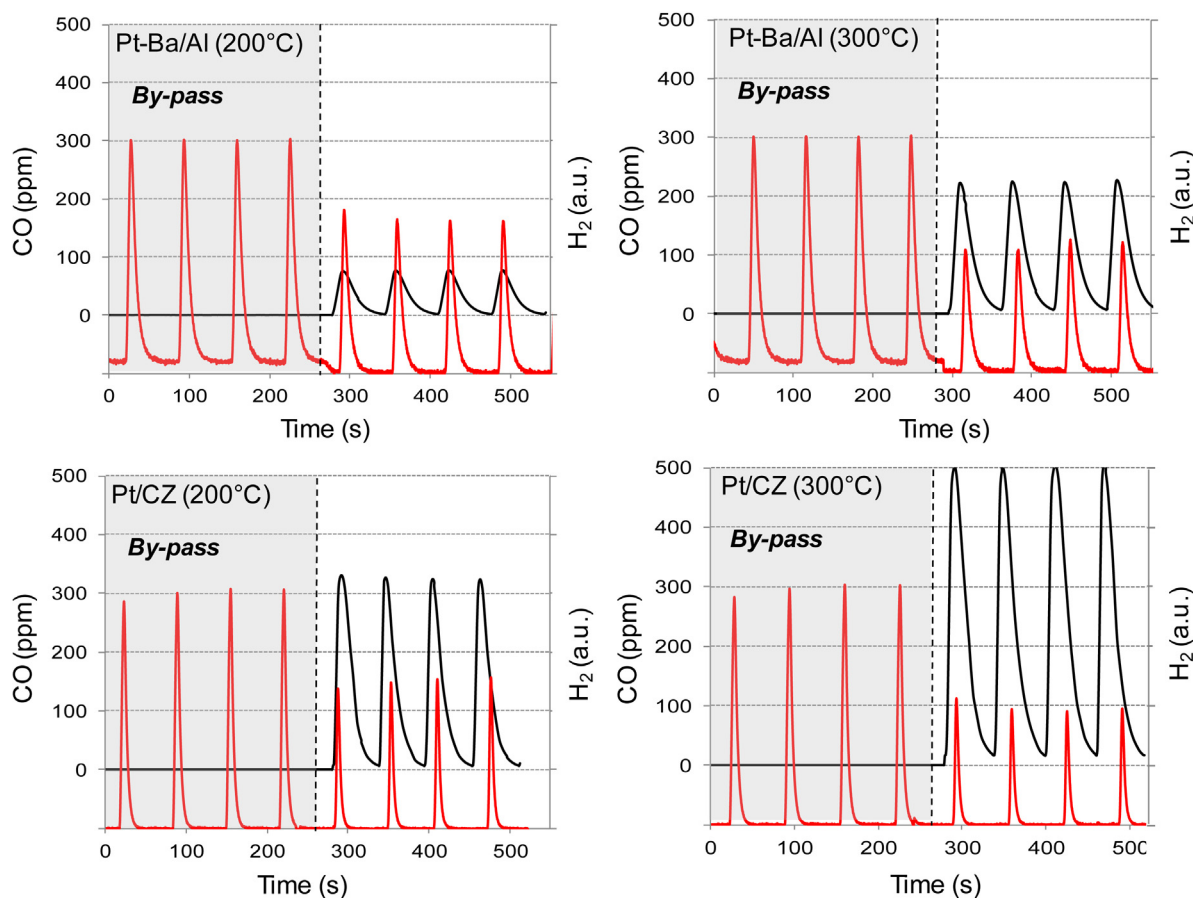 Pt-Ba/Al (200°C)
By-pass
500
400
300
200
100
0
CO (ppm)
H2 (a.u.)
0 100 200 300 400 500
Time (s)
Pt-Ba/Al (300°C)
By-pass
500
400
300
200
100
0
CO (ppm)
H2 (a.u.)
0 100 200 300 400 500
Time (s)
Pt/CZ (200°C)
By-pass
500
400
300
200
100
0
CO (ppm)
H2 (a.u.)
0 100 200 300 400 500
Time (s)
Pt/CZ (300°C)
By-pass
500
400
300
200
100
0
CO (ppm)
H2 (a.u.)
0 100 200 300 400 500
Time (s)